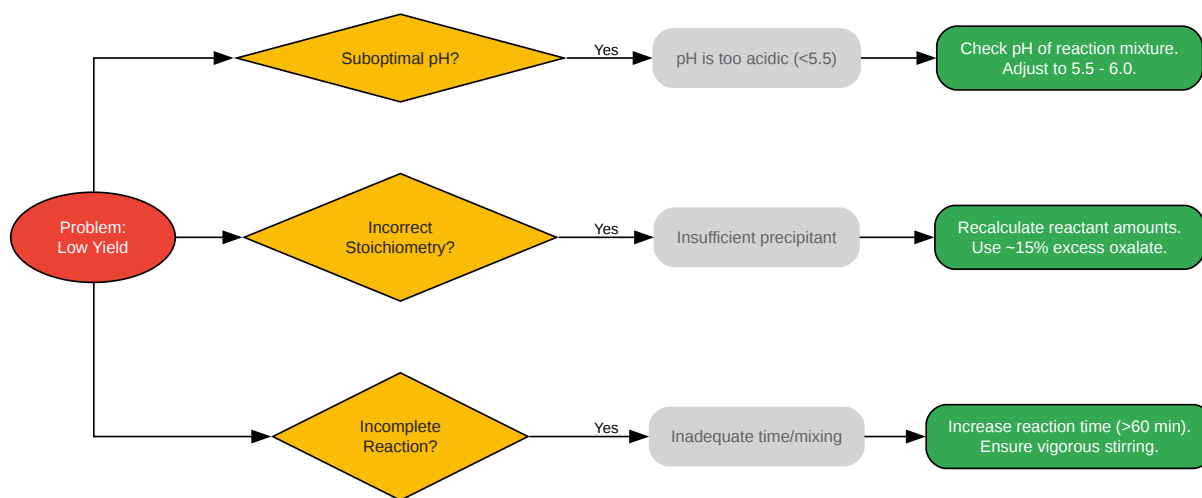 Suboptimal pH?
Yes
pH is too acidic (<5.5)
Check pH of reaction mixture.
Adjust to 5.5 - 6.0.
Problem:
Low Yield
Incorrect
Stoichiometry?
Yes
Insufficient precipitant
Recalculate reactant amounts.
Use ~15% excess oxalate.
Incomplete
Reaction?
Yes
Inadequate time/mixing
Increase reaction time (>60 min).
Ensure vigorous stirring.